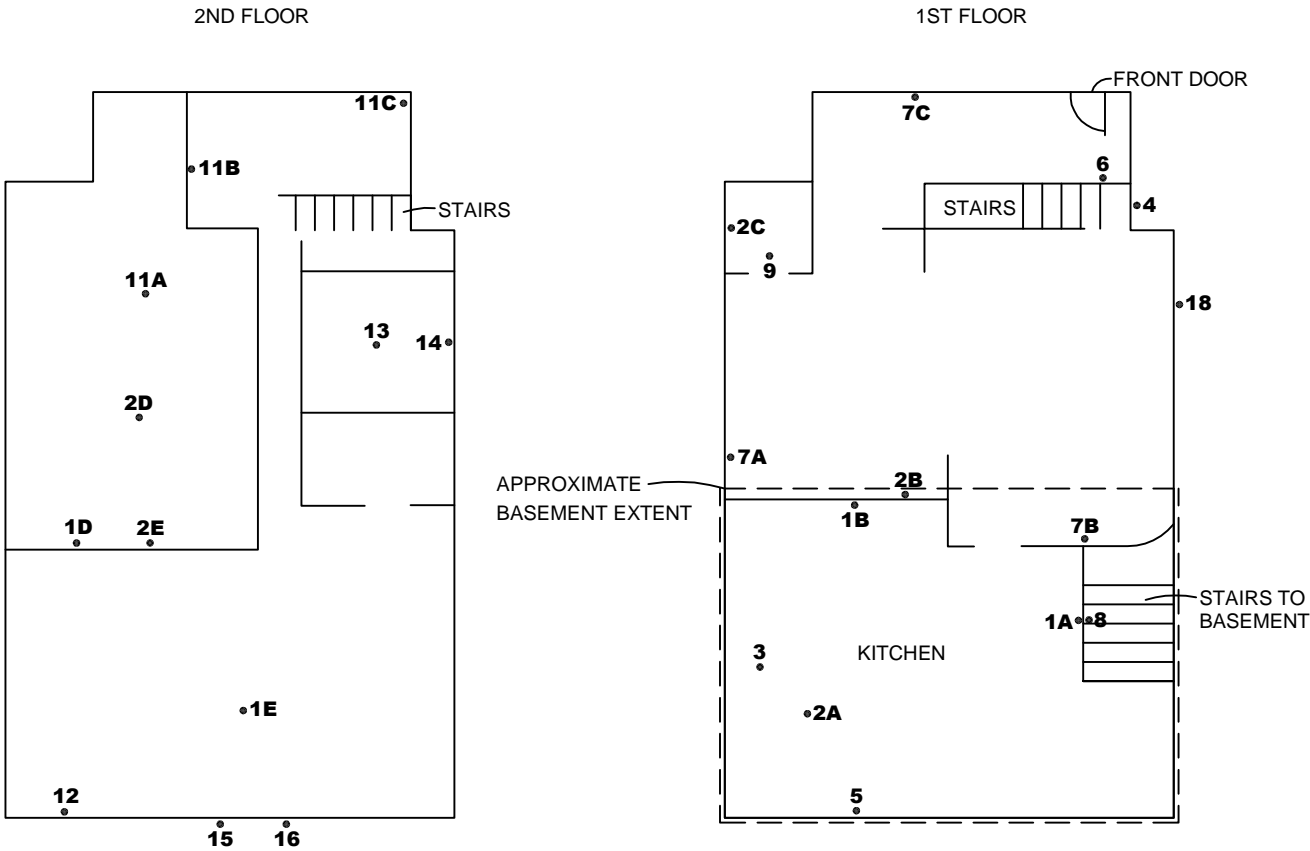 2ND FLOOR
11C
11B
STAIRS
11A
13
14
2D
1D
2E
1E
12
15
16
1ST FLOOR
FRONT DOOR
7C
6
STAIRS
4
2C
9
18
7A
APPROXIMATE
BASEMENT EXTENT
2B
1B
7B
STAIRS TO
BASEMENT
1A
8
KITCHEN
3
2A
5